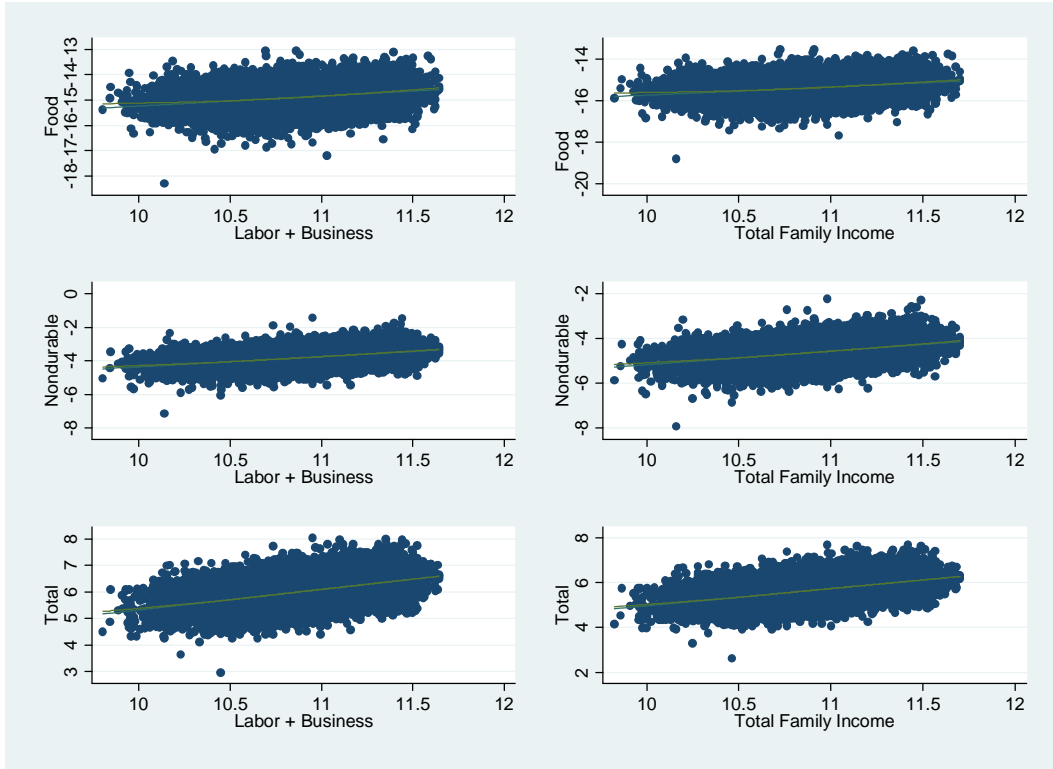 -18-17-16-15-14-13
Food
10 10.5 11 11.5 12
Labor + Business
-20 -18 -16 -14
Food
10 10.5 11 11.5 12
Total Family Income
-8 -6 -4 -2 0
Nondurable
10 10.5 11 11.5 12
Labor + Business
-8 -6 -4 -2
Nondurable
10 10.5 11 11.5 12
Total Family Income
3 4 5 6 7 8
Total
10 10.5 11 11.5 12
Labor + Business
2 4 6 8
Total
10 10.5 11 11.5 12
Total Family Income